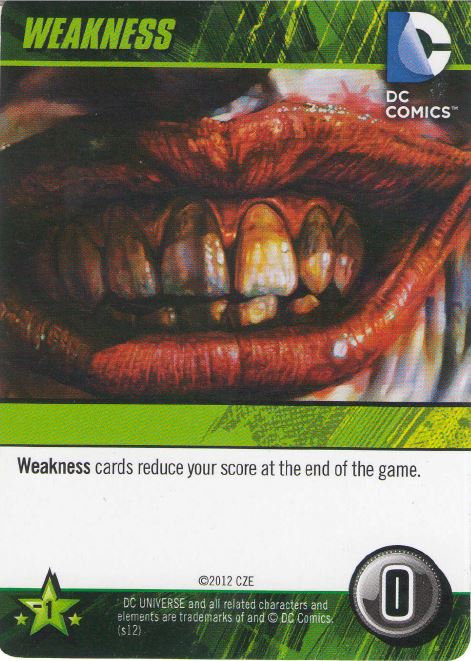 WEAKNESS
DC
COMICS™
Weakness cards reduce your score at the end of the game.
©2012 CZE
-1
0
DC UNIVERSE and all related characters and
elements are trademarks of and © DC Comics.
(s12)